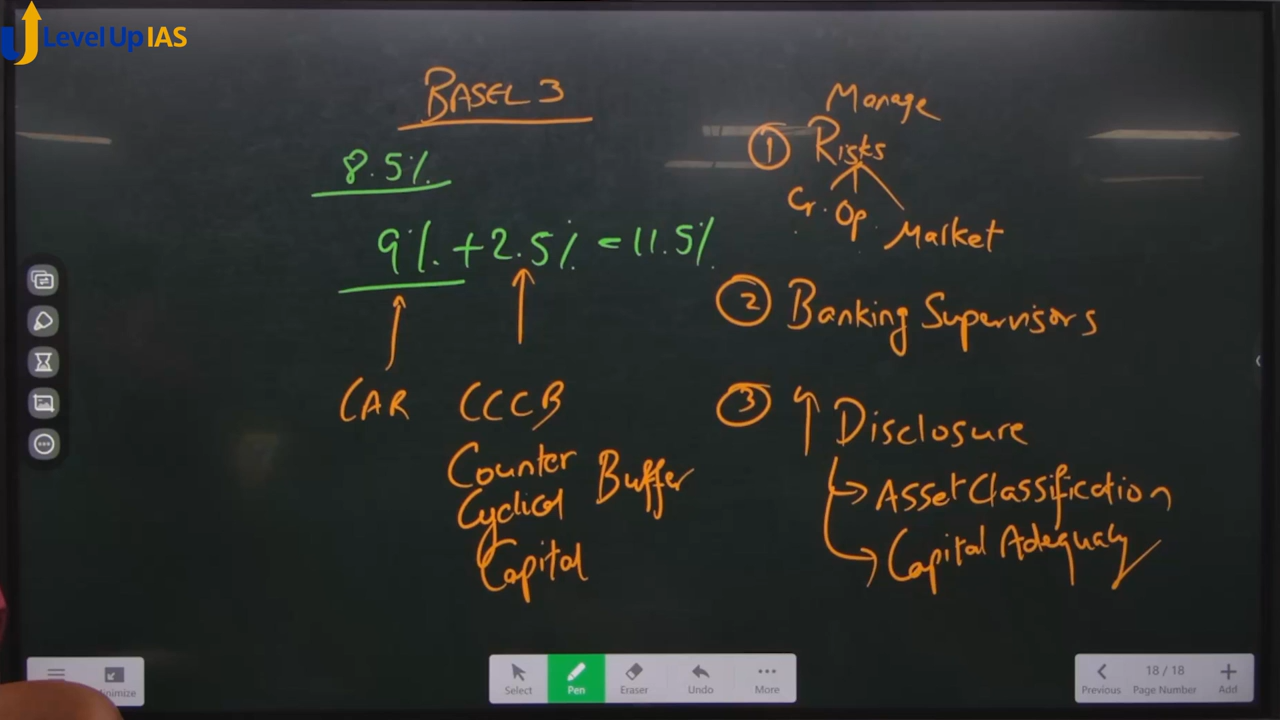 LevelUp IAS
BASEL 3
8.5%
9% + 2.5% = 11.5%
CAR
CCCB
Counter
Cyclical
Capital
Buffer
Manage
① Risks
Cr. Op. Market
② Banking Supervisors
③ ↑ Disclosure
Asset Classification
Capital Adequacy
inimize
Select
Pen
Eraser
Undo
More
Previous
18 / 18
Page Number
Add